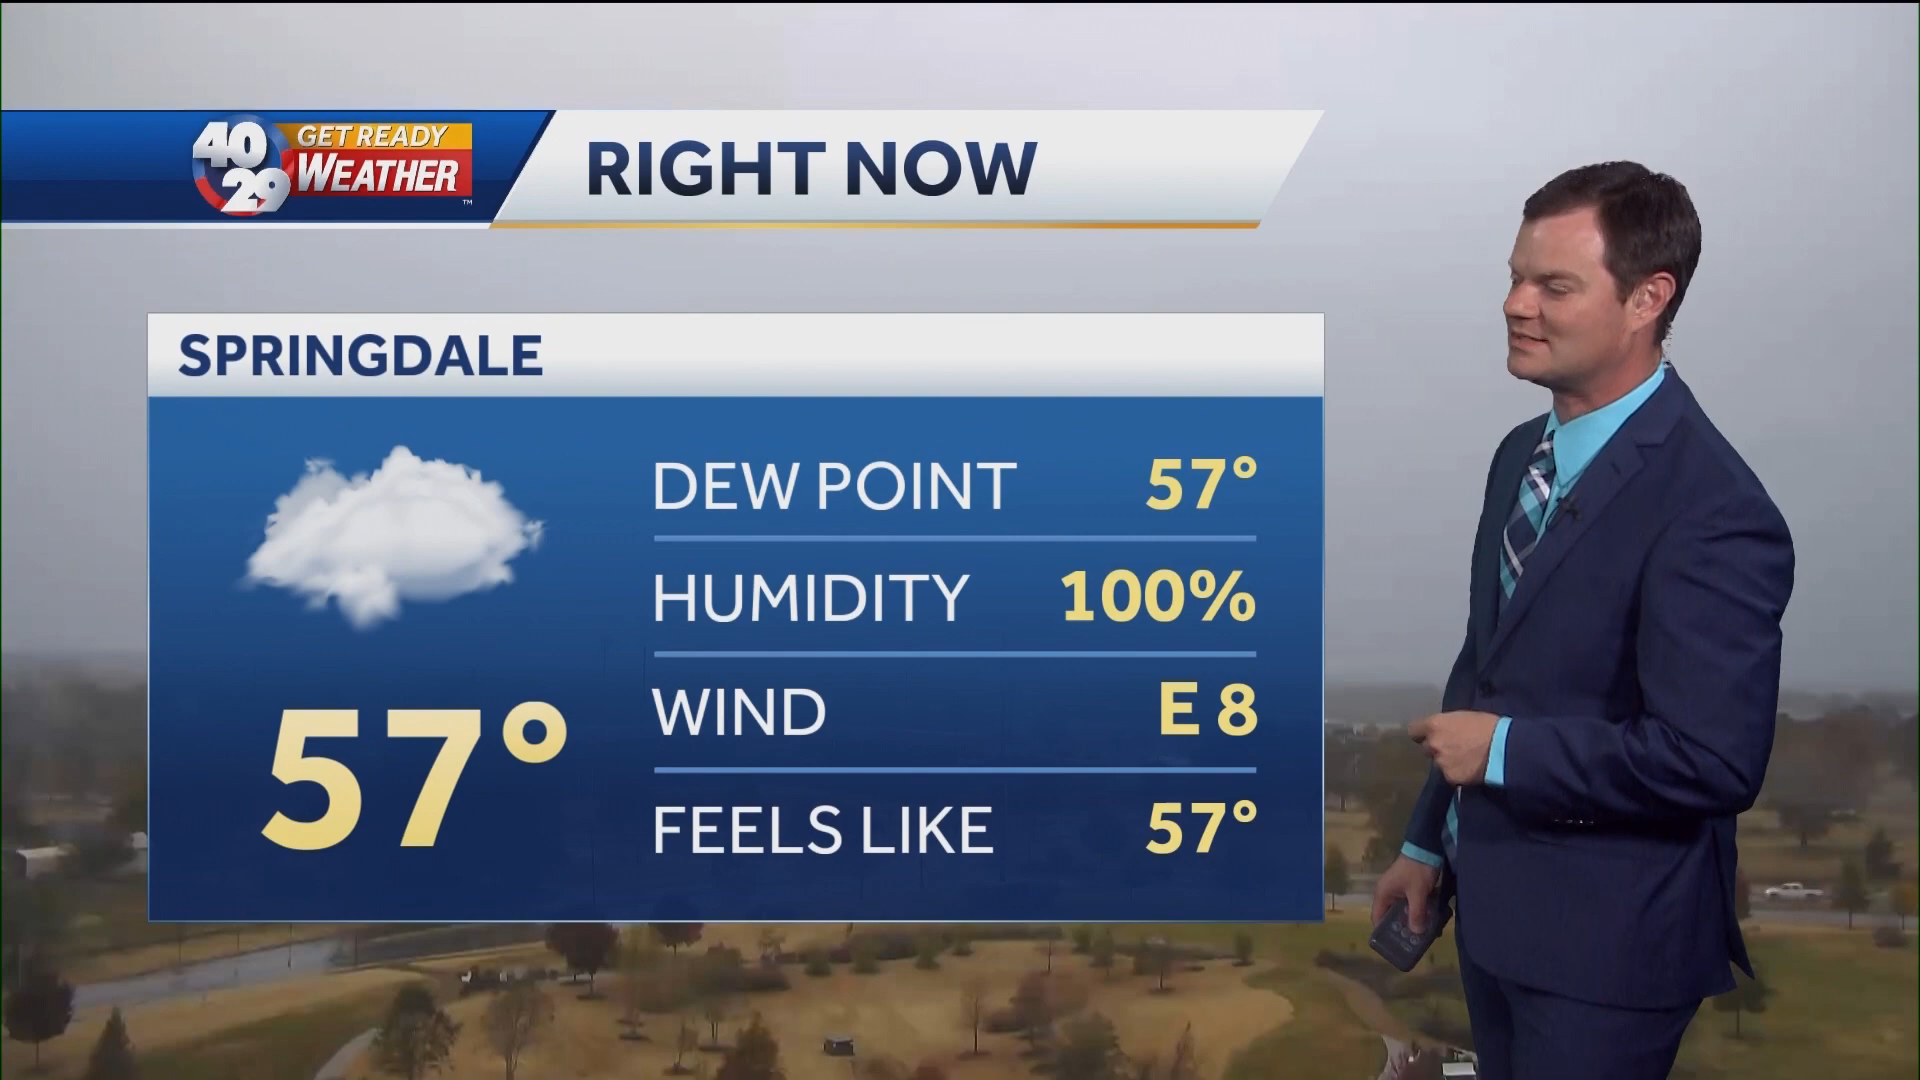 40
29
GET READY
WEATHER
™
RIGHT NOW
SPRINGDALE
57°
DEW POINT 57°
HUMIDITY 100%
WIND E 8
FEELS LIKE 57°